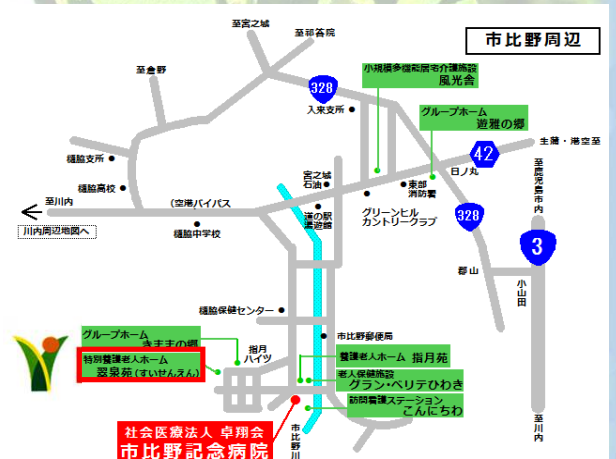 市比野周辺
至宮之城
至祁答院
至倉野
328
入来支所
小規模多機能居宅介護施設
風光舎
グループホーム
遊雅の郷
生蒲・港空至
42
日ノ丸
至鹿児島市内
樋脇支所
樋脇高校
宮之城
石油
東部
消防署
至川内
(空港バイパス
道の駅
湯遊館
グリーンヒル
カントリークラブ
328
3
川内周辺地図へ
樋脇中学校
郡山
小山田
樋脇保健センター
市比野郵便局
グループホーム
きままの郷
指月
ハイツ
養護老人ホーム 指月苑
特別養護老人ホーム
翠泉苑(すいせんえん)
老人保健施設
グラン・ベリテひわき
訪問看護ステーション
こんにちわ
至川内
市比野川
社会医療法人 卓翔会
市比野記念病院